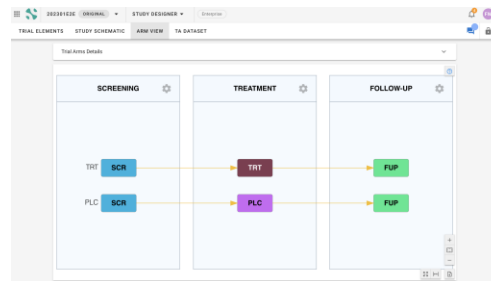 202301E2E ORIGINAL STUDY DESIGNER Enterprise
TRIAL ELEMENTS STUDY SCHEMATIC ARM VIEW TA DATASET
Trial Arms Details
SCREENING TREATMENT FOLLOW-UP
TRT SCR TRT FUP
PLC SCR PLC FUP